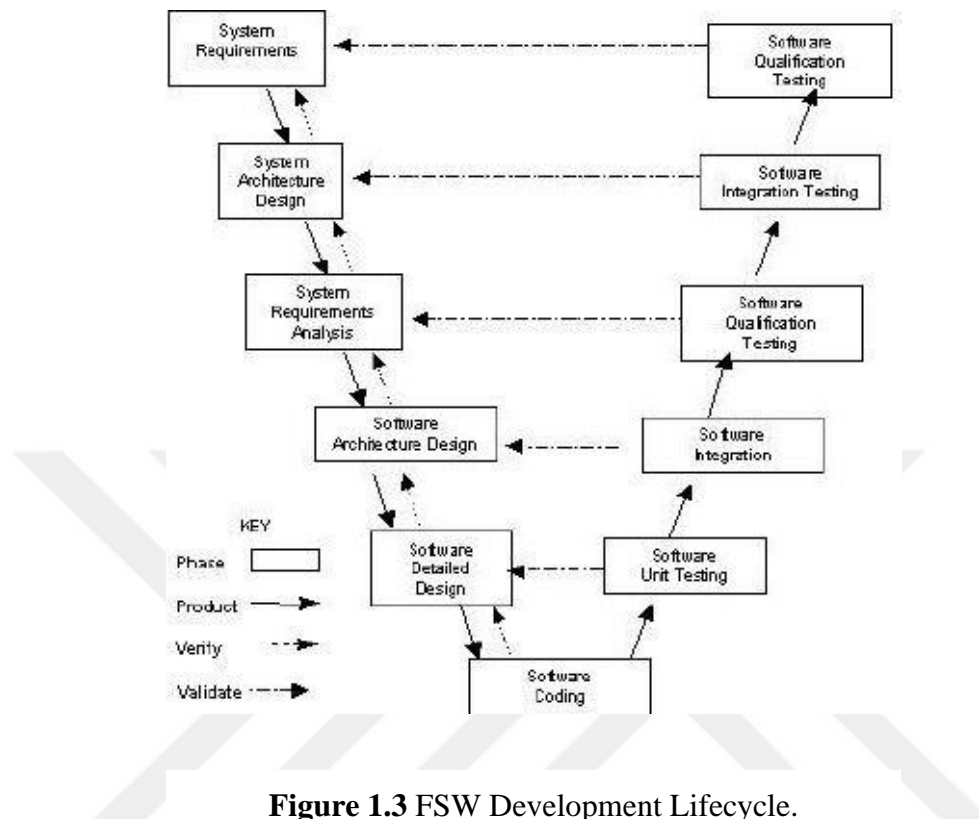 System
Requirements
Software
Qualification
Testing
System
Architecture
Design
Software
Integration Testing
System
Requirements
Analysis
Software
Qualification
Testing
Software
Architecture Design
Software
Integration
KEY
Phase
Product
Verify
Validate
Software
Detailed
Design
Software
Unit Testing
Software
Coding
Figure 1.3 FSW Development Lifecycle.